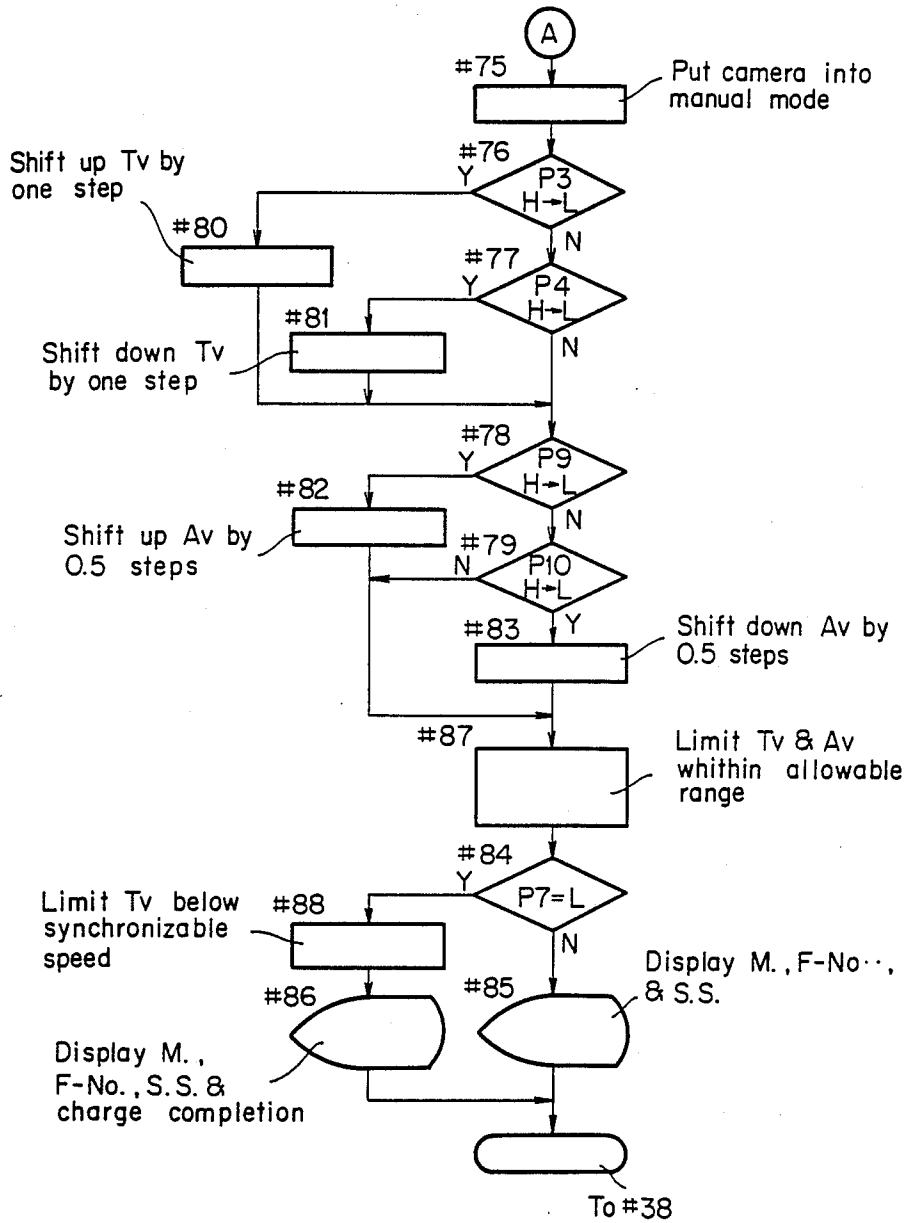 A
#75
Put camera into
manual mode
#76
Y
P3
H→L
N
Shift up Tv by
one step
#80
#77
Y
P4
H→L
N
#81
Shift down Tv
by one step
#78
Y
P9
H→L
N
#82
Shift up Av by
0.5 steps
#79
N
P10
H→L
Y
#83
Shift down Av by
0.5 steps
#87
Limit Tv & Av
whithin allowable
range
#84
Y
P7=L
N
Limit Tv below
synchronizable
speed
#88
#86
#85
Display M., F-No··,
& S.S.
Display M.,
F-No., S.S. &
charge completion
To #38